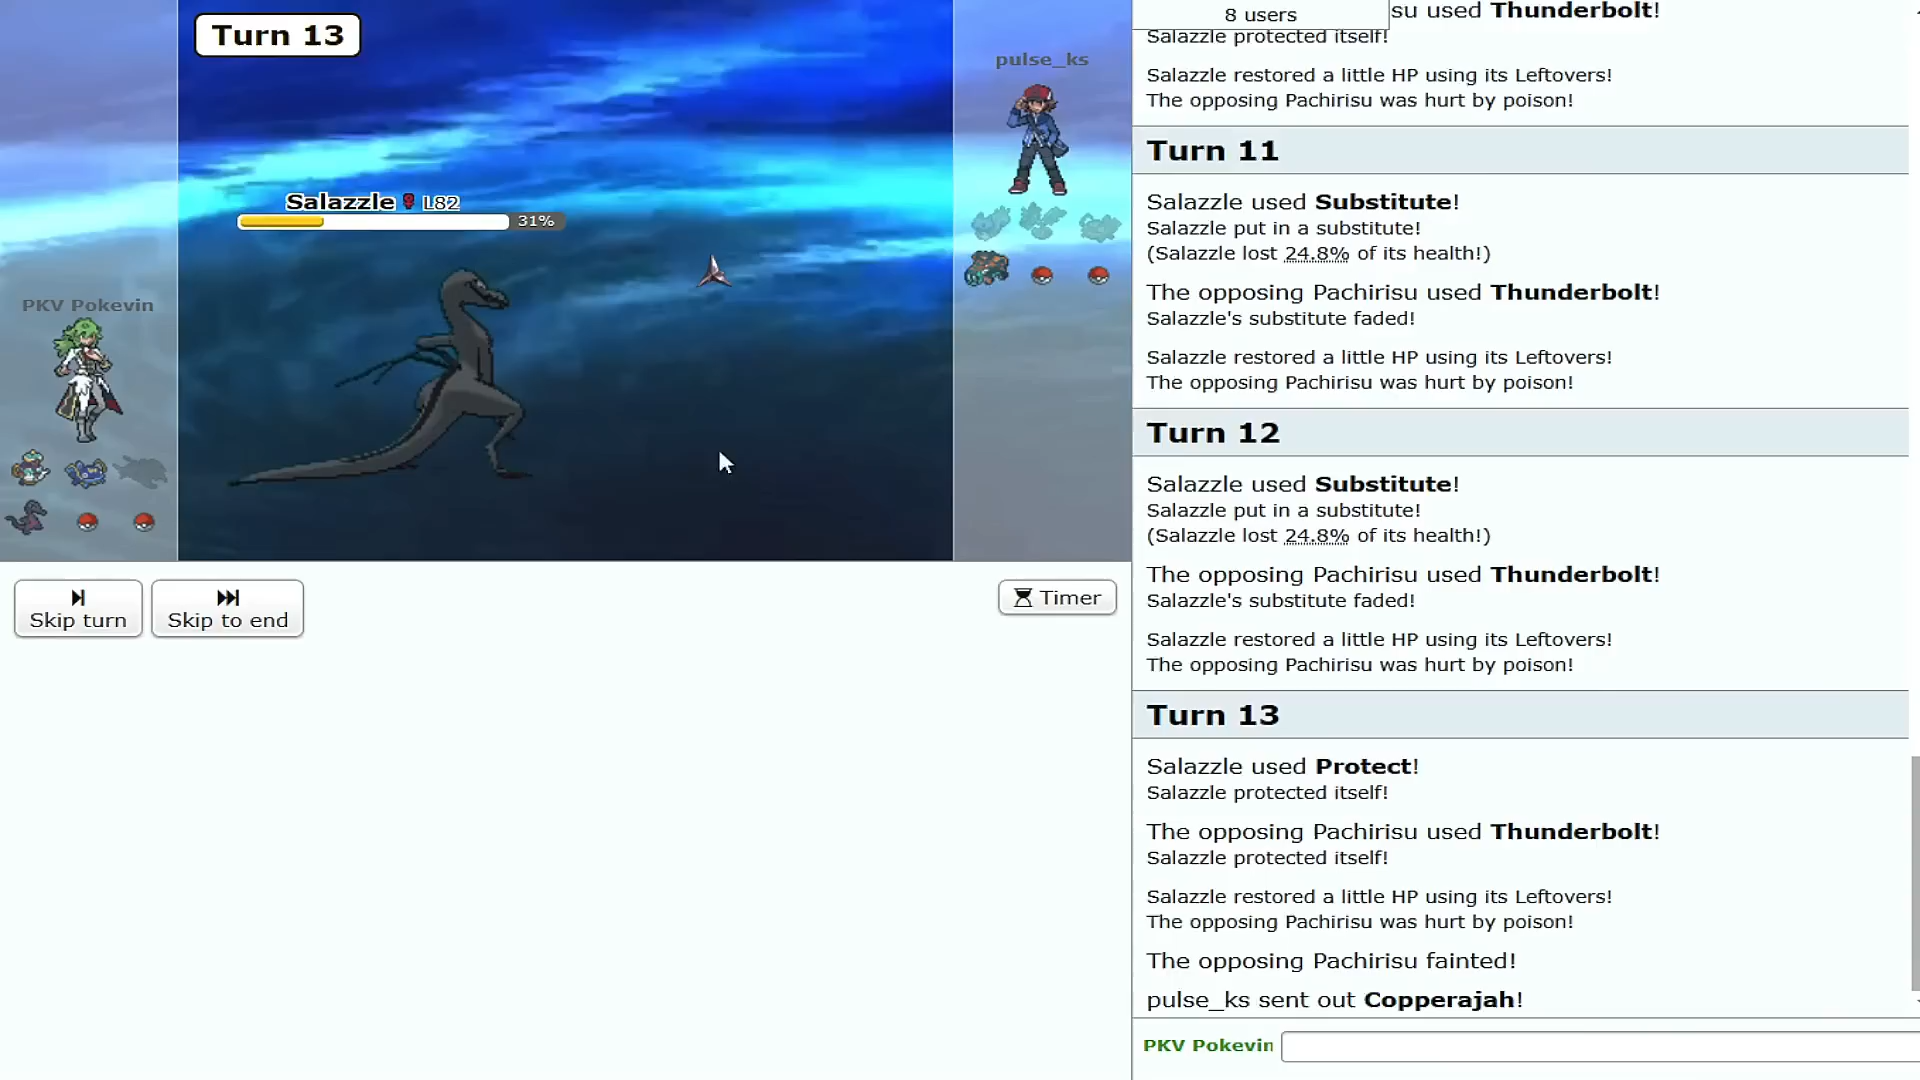 Turn 13
pulse_ks
Salazzle L82
31%
PKV Pokevin
Skip turn
Skip to end
Timer
8 users
su used Thunderbolt!
Salazzle protected itself!
Salazzle restored a little HP using its Leftovers!
The opposing Pachirisu was hurt by poison!
Turn 11
Salazzle used Substitute!
Salazzle put in a substitute!
(Salazzle lost 24.8% of its health!)
The opposing Pachirisu used Thunderbolt!
Salazzle's substitute faded!
Salazzle restored a little HP using its Leftovers!
The opposing Pachirisu was hurt by poison!
Turn 12
Salazzle used Substitute!
Salazzle put in a substitute!
(Salazzle lost 24.8% of its health!)
The opposing Pachirisu used Thunderbolt!
Salazzle's substitute faded!
Salazzle restored a little HP using its Leftovers!
The opposing Pachirisu was hurt by poison!
Turn 13
Salazzle used Protect!
Salazzle protected itself!
The opposing Pachirisu used Thunderbolt!
Salazzle protected itself!
Salazzle restored a little HP using its Leftovers!
The opposing Pachirisu was hurt by poison!
The opposing Pachirisu fainted!
pulse_ks sent out Copperajah!
PKV Pokevin